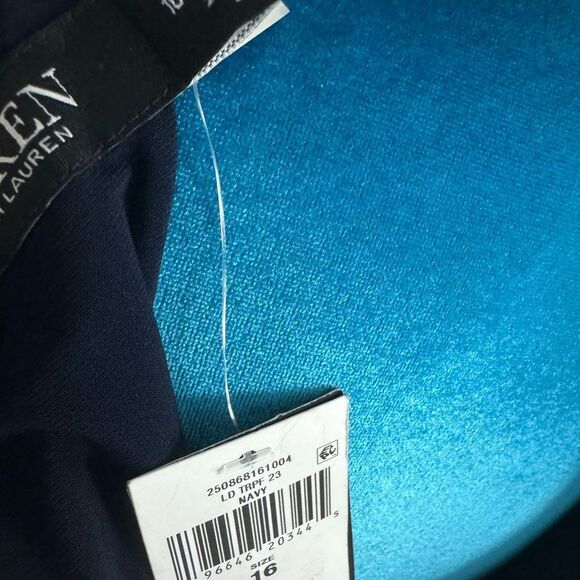 REN
LAUREN
250868161004
LD TRPF 23
NAVY
96646 20344 5
SIZE
16